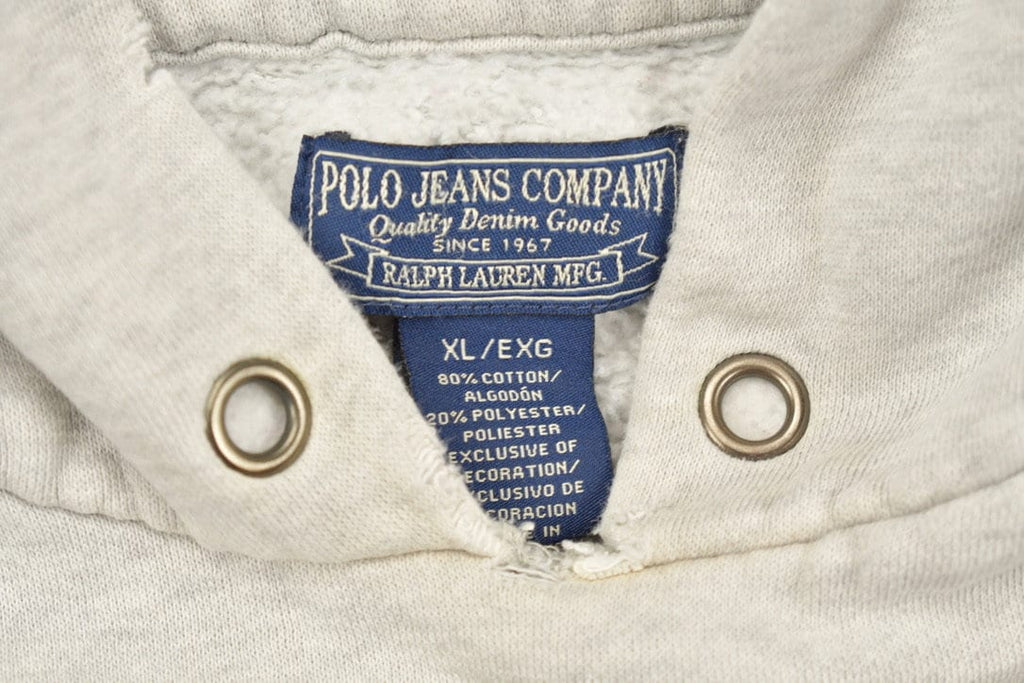 POLO JEANS COMPANY
Quality Denim Goods
SINCE 1967
RALPH LAUREN MFG.
XL/EXG
80% COTTON/
ALGODÓN
20% POLYESTER/
POLIESTER
EXCLUSIVE OF
ECORATION/
CLUSIVO DE
CORACION
IN